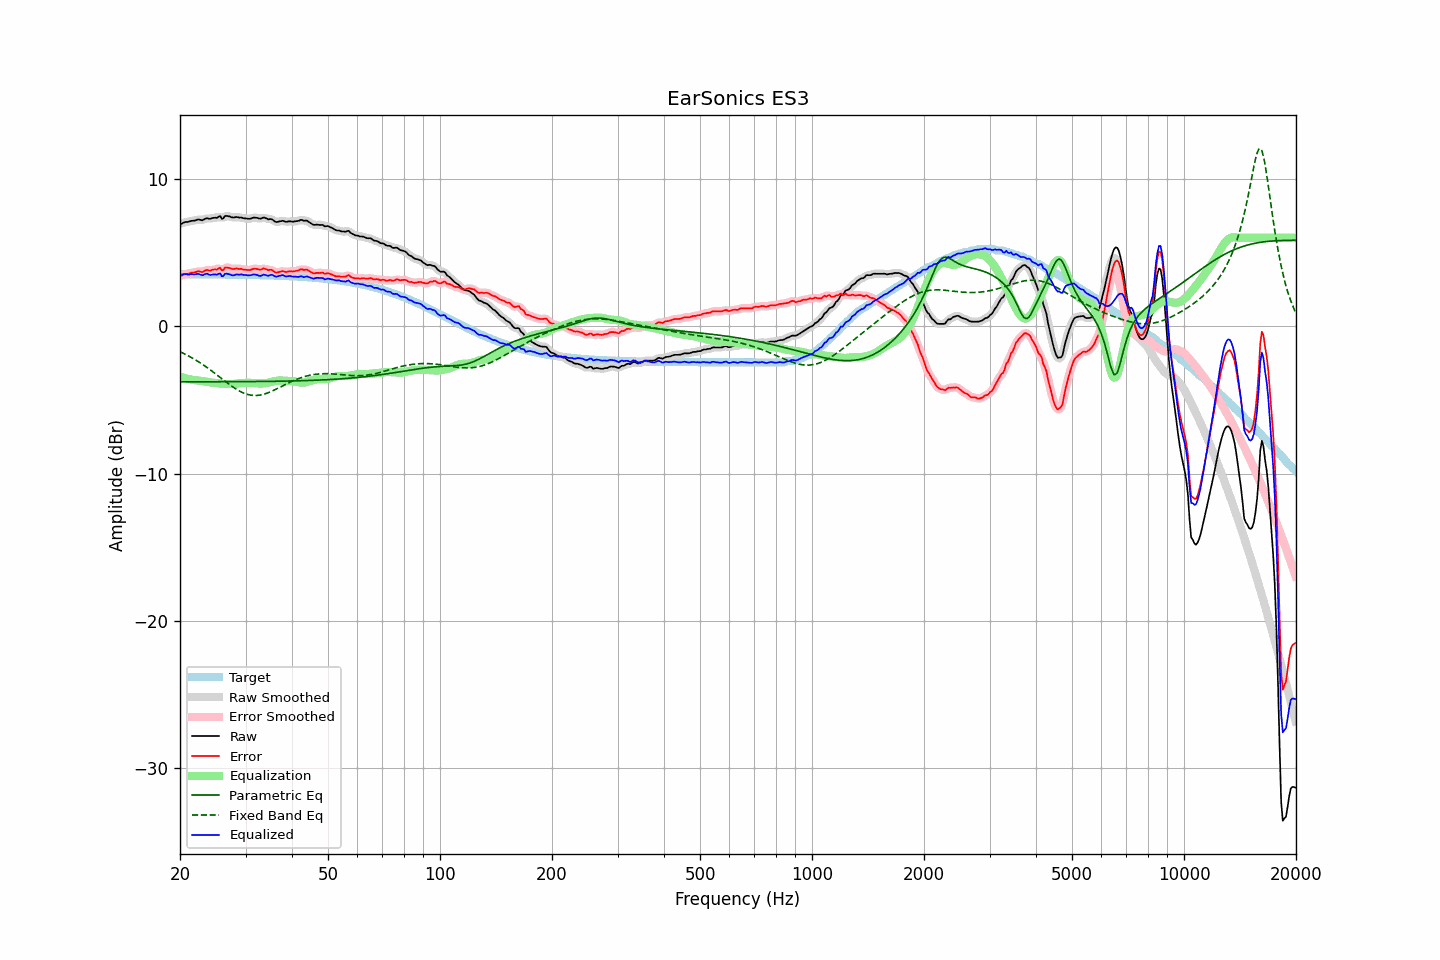 EarSonics ES3
Amplitude (dBr)
10
0
−10
−20
−30
Target
Raw Smoothed
Error Smoothed
Raw
Error
Equalization
Parametric Eq
Fixed Band Eq
Equalized
20 50 100 200 500 1000 2000 5000 10000 20000
Frequency (Hz)